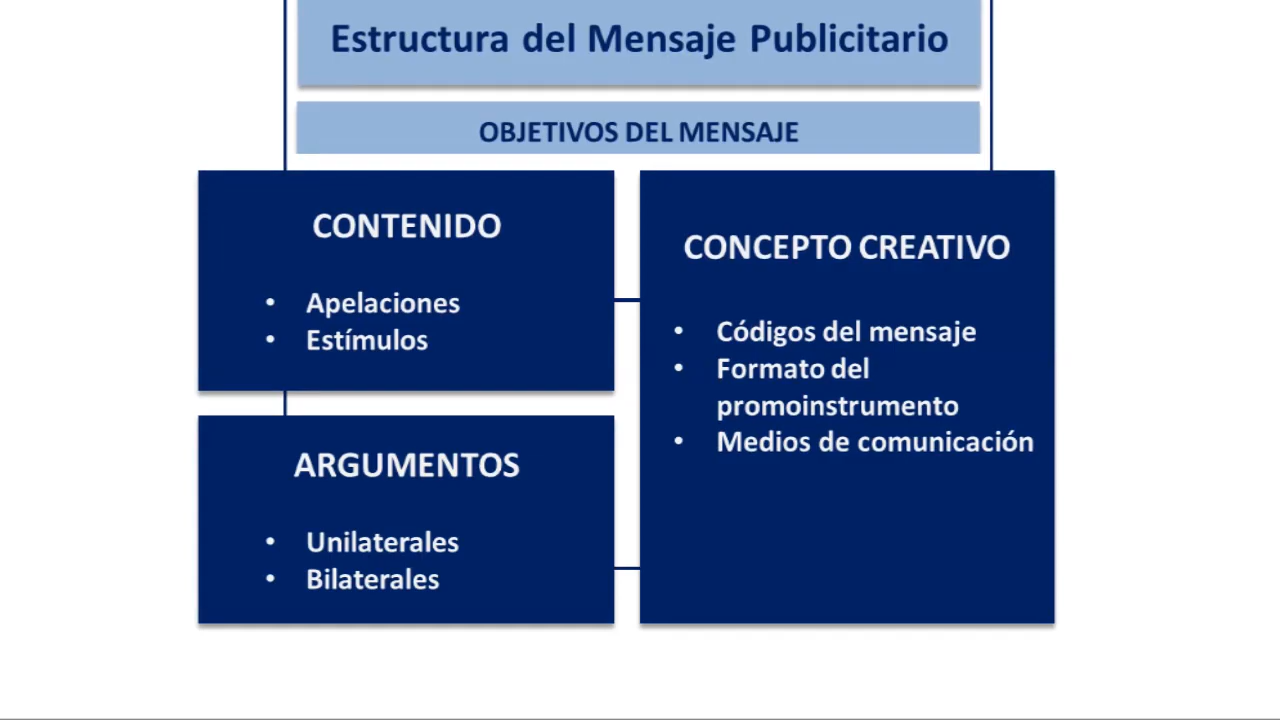 Estructura del Mensaje Publicitario
OBJETIVOS DEL MENSAJE
CONTENIDO
• Apelaciones
• Estímulos
ARGUMENTOS
• Unilaterales
• Bilaterales
CONCEPTO CREATIVO
• Códigos del mensaje
• Formato del
promoinstrumento
• Medios de comunicación